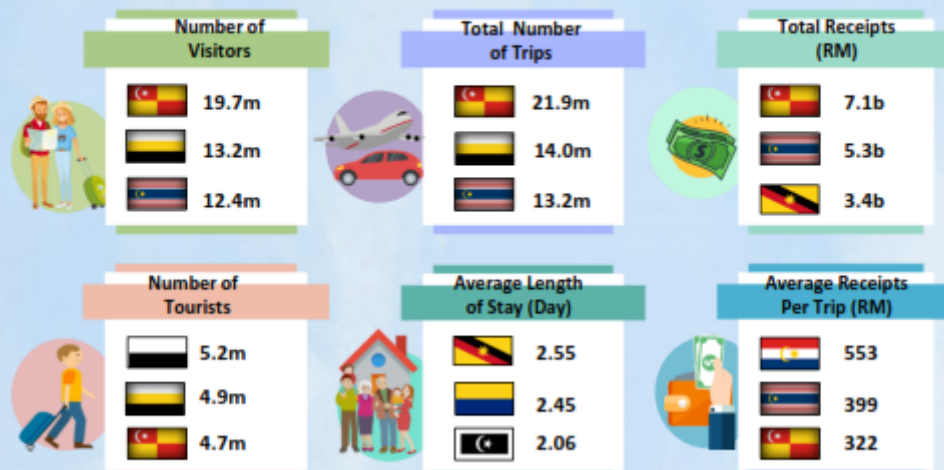 Number of
Visitors
19.7m
13.2m
12.4m
Total Number
of Trips
21.9m
14.0m
13.2m
Total Receipts
(RM)
7.1b
5.3b
3.4b
Number of
Tourists
5.2m
4.9m
4.7m
Average Length
of Stay (Day)
2.55
2.45
2.06
Average Receipts
Per Trip (RM)
553
399
322